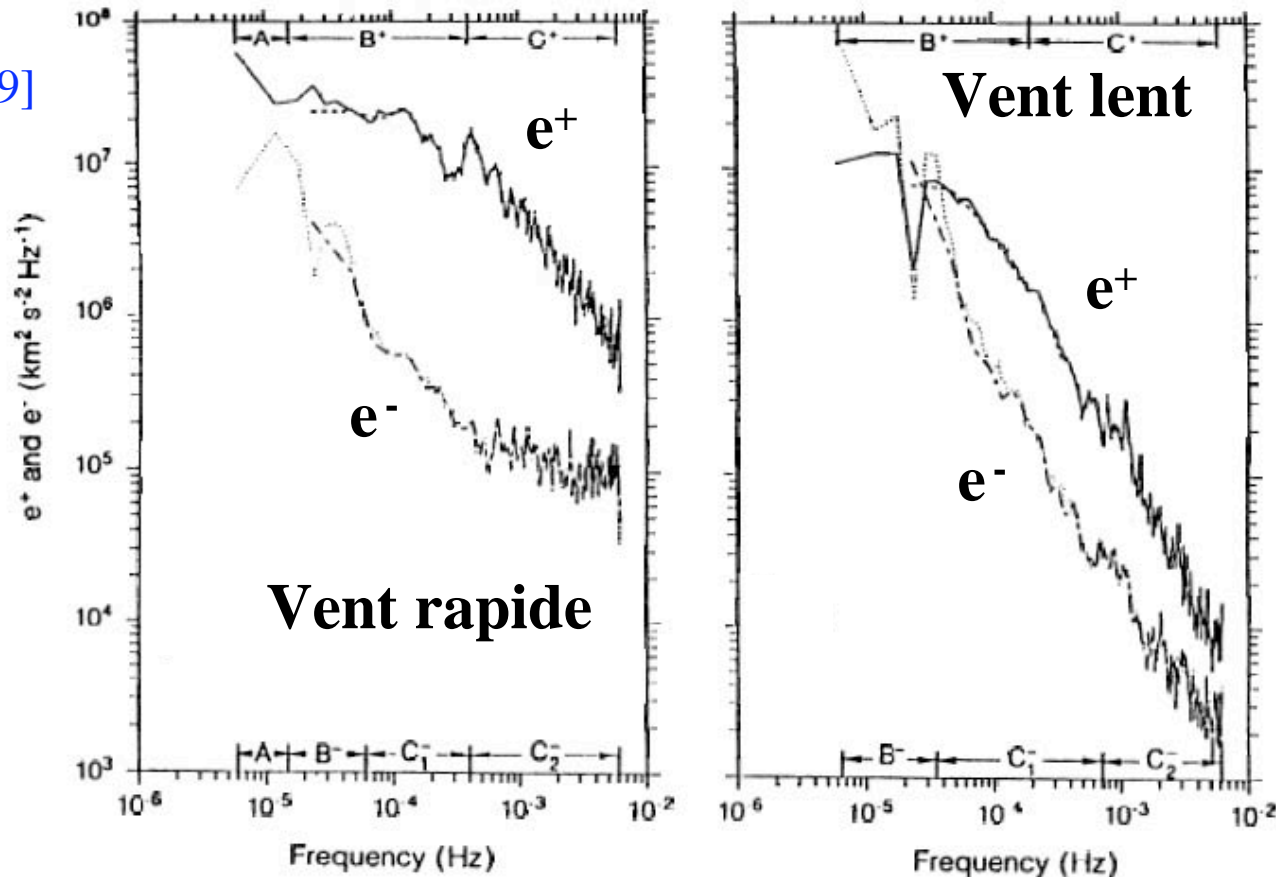 9]
e⁺ and e⁻ (km² s⁻² Hz⁻¹)
10⁸
10⁷
10⁶
10⁵
10⁴
10³
A B⁺ C⁺
e⁺
e⁻
Vent rapide
A B⁻ C₁⁻ C₂⁻
10⁻⁶ 10⁻⁵ 10⁻⁴ 10⁻³ 10⁻²
Frequency (Hz)
B⁺ C⁺
Vent lent
e⁺
e⁻
B⁻ C₁⁻ C₂⁻
10⁻⁶ 10⁻⁵ 10⁻⁴ 10⁻³ 10⁻²
Frequency (Hz)